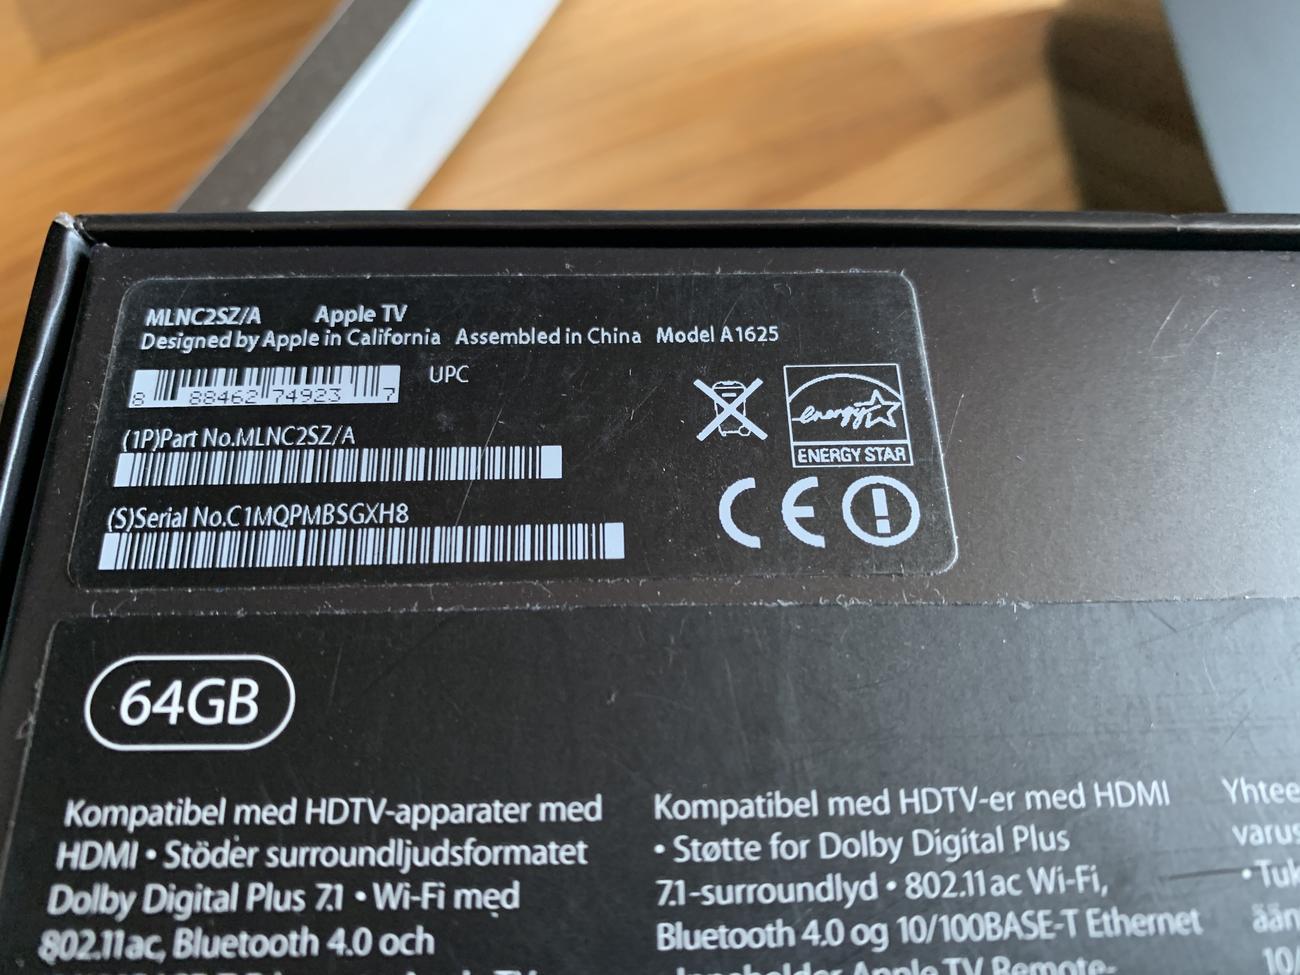 MLNC2SZ/A Apple TV
Designed by Apple in California Assembled in China Model A1625
UPC
8 88462 74923 7
(1P)Part No.MLNC2SZ/A
(S)Serial No.C1MQPMBSGXH8
energy
ENERGY STAR
CE
64GB
Kompatibel med HDTV-apparater med
HDMI • Stöder surroundljudsformatet
Dolby Digital Plus 7.1 • Wi-Fi med
802.11ac, Bluetooth 4.0 och
Kompatibel med HDTV-er med HDMI
• Støtte for Dolby Digital Plus
7.1-surroundlyd • 802.11ac Wi-Fi,
Bluetooth 4.0 og 10/100BASE-T Ethernet
Apple TV Remote-